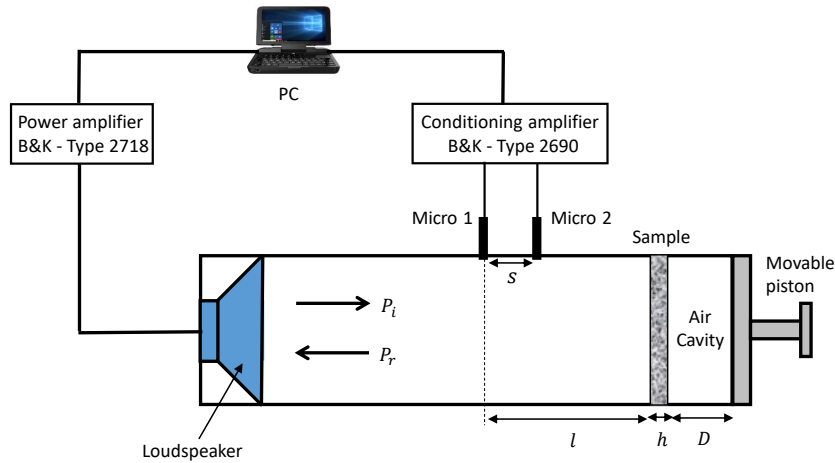 PC
Power amplifier
B&K - Type 2718
Conditioning amplifier
B&K - Type 2690
Micro 1
Micro 2
Sample
Movable
piston
s
P_i
P_r
Air
Cavity
Loudspeaker
l
h
D